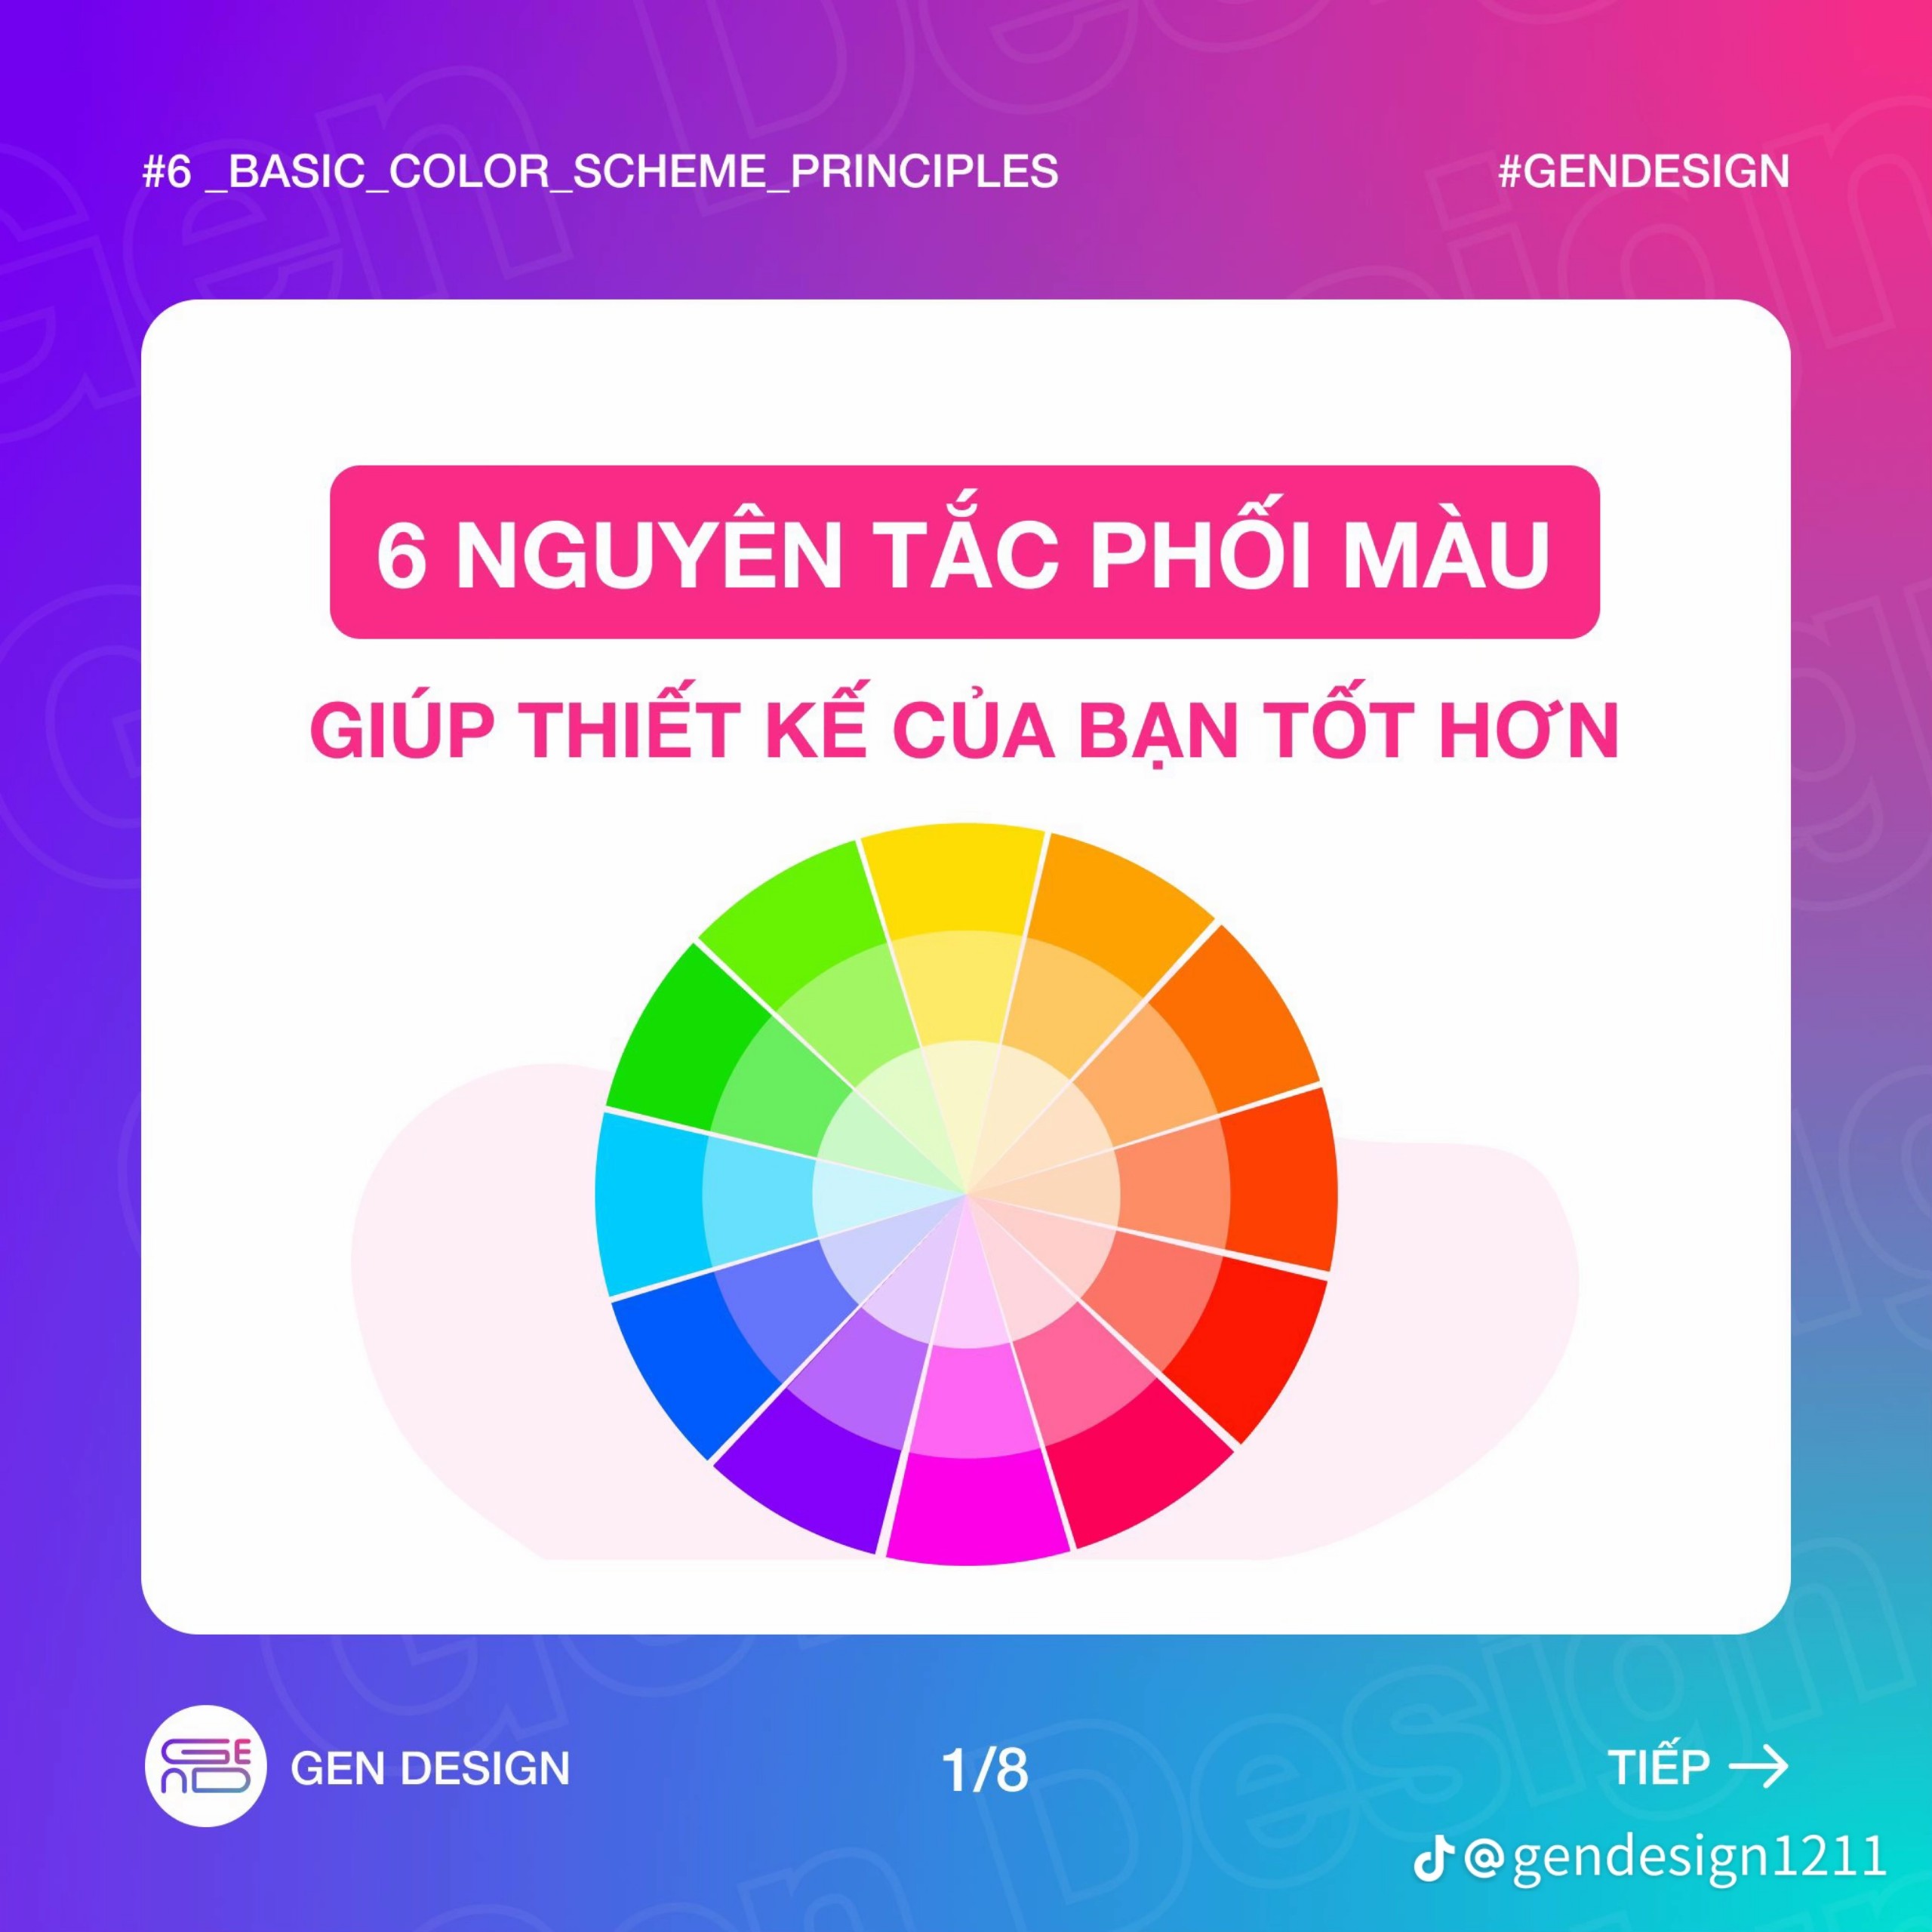 #6 _BASIC_COLOR_SCHEME_PRINCIPLES
#GENDESIGN
6 NGUYÊN TẮC PHỐI MÀU
GIÚP THIẾT KẾ CỦA BẠN TỐT HƠN
GEN DESIGN
1/8
TIẾP →
@gendesign1211